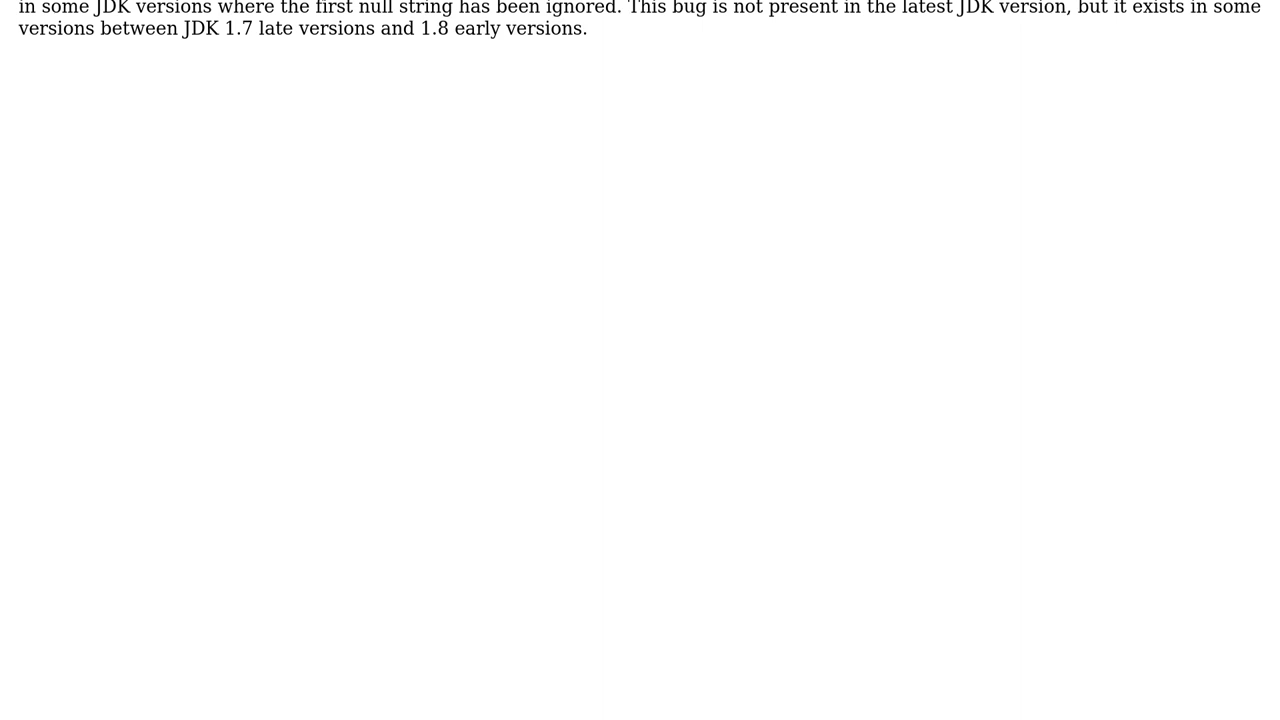 in some JDK versions where the first null string has been ignored. This bug is not present in the latest JDK version, but it exists in some
versions between JDK 1.7 late versions and 1.8 early versions.